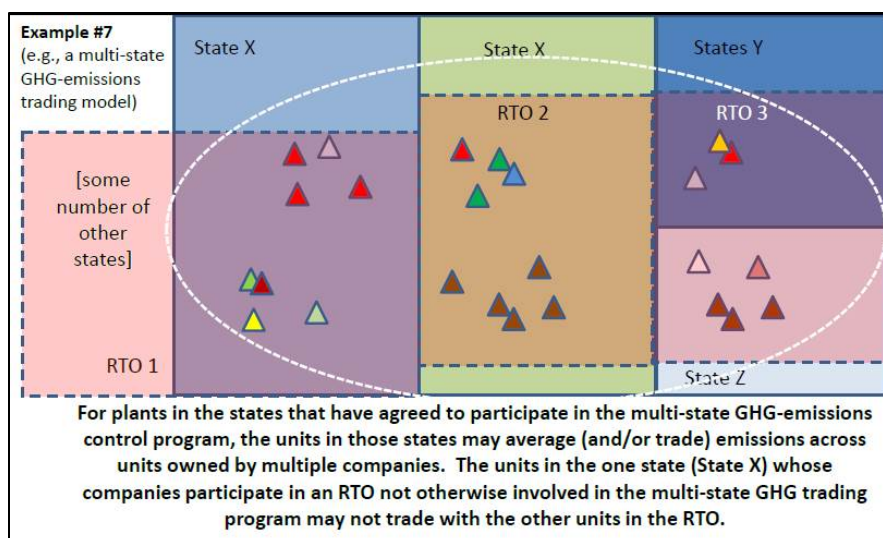 Example #7
(e.g., a multi-state
GHG-emissions
trading model)
State X
State X
States Y
RTO 2
RTO 3
[some
number of
other
states]
RTO 1
State Z
For plants in the states that have agreed to participate in the multi-state GHG-emissions
control program, the units in those states may average (and/or trade) emissions across
units owned by multiple companies.  The units in the one state (State X) whose
companies participate in an RTO not otherwise involved in the multi-state GHG trading
program may not trade with the other units in the RTO.